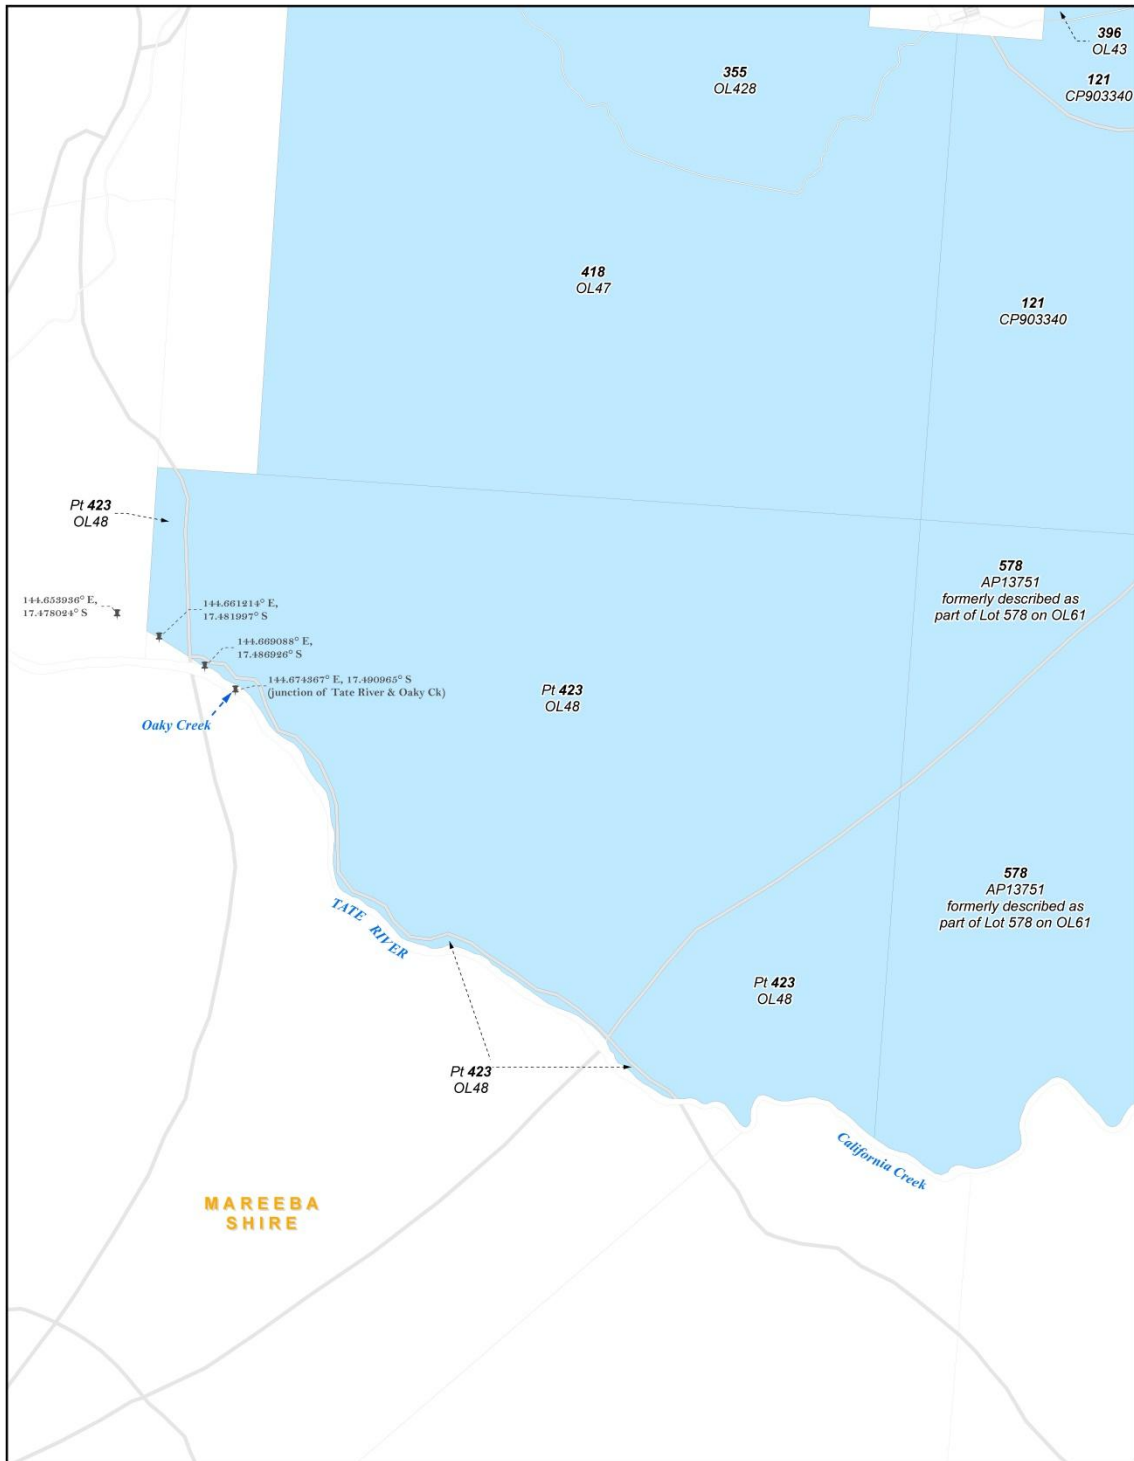 396
OL43
355
OL428
121
CP903340
418
OL47
121
CP903340
Pt 423
OL48
578
AP13751
formerly described as
part of Lot 578 on OL61
144.653936° E,
17.478024° S
144.661214° E,
17.481997° S
144.669088° E,
17.486926° S
144.674367° E, 17.490965° S
(junction of Tate River & Oaky Ck)
Pt 423
OL48
Oaky Creek
578
AP13751
formerly described as
part of Lot 578 on OL61
TATE RIVER
Pt 423
OL48
Pt 423
OL48
California Creek
MAREEBA
SHIRE